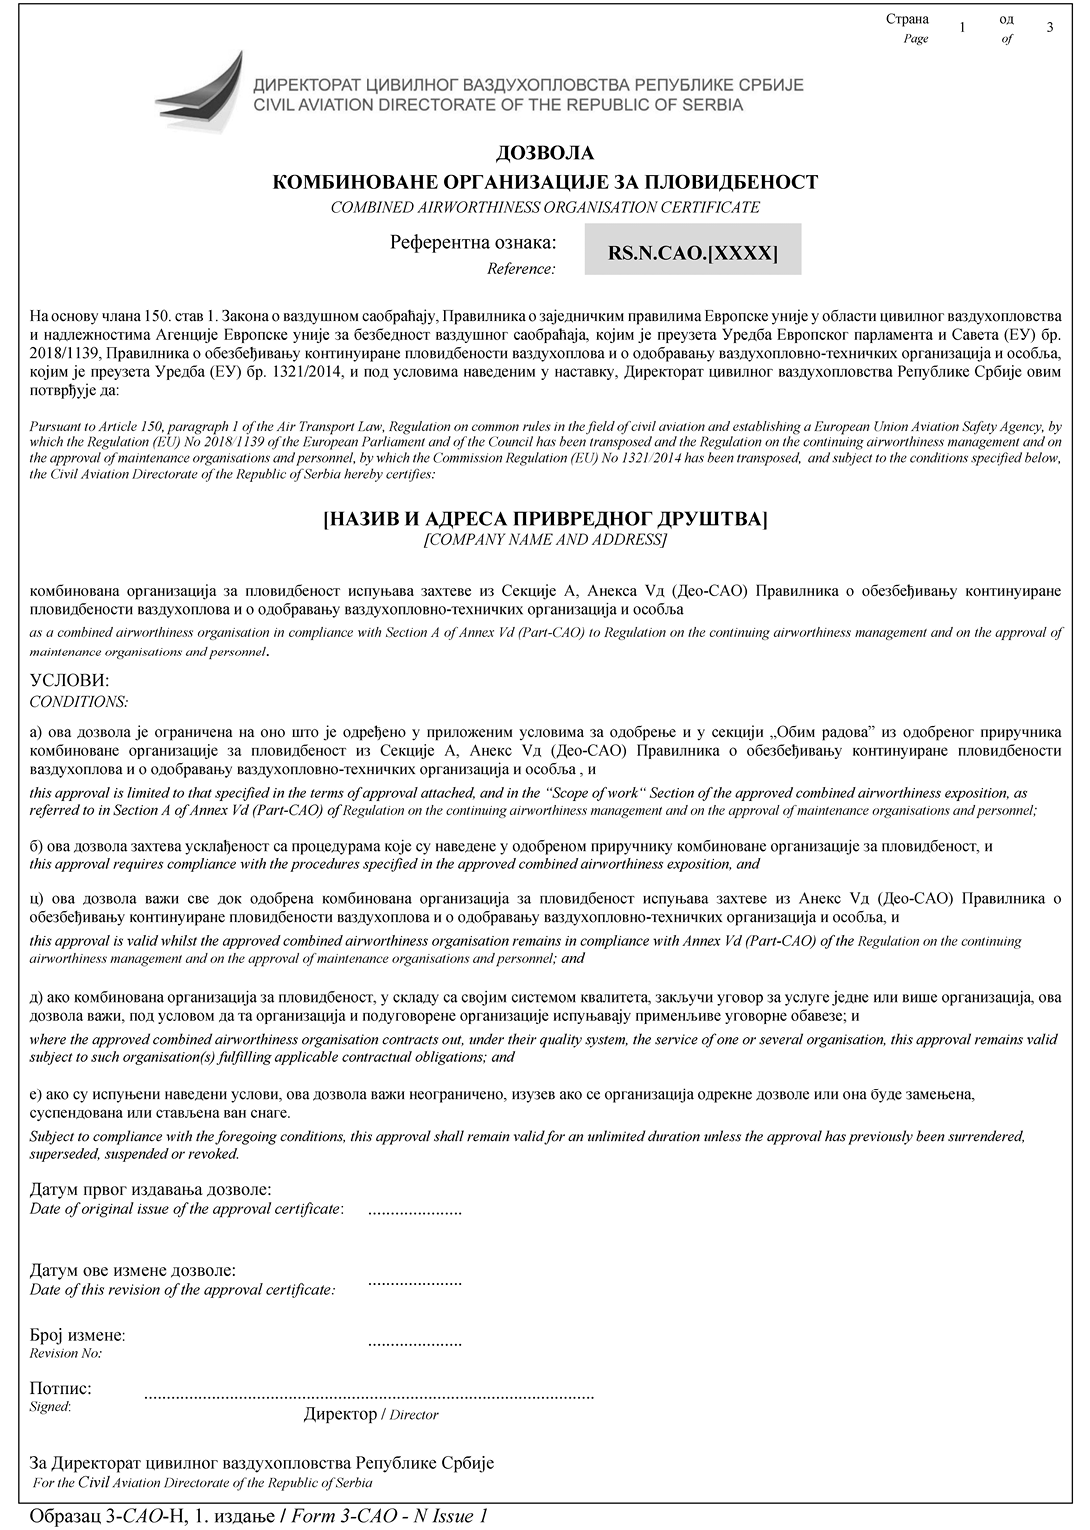 Страна 1 од 3
Page of
ДИРЕКТОРАТ ЦИВИЛНОГ ВАЗДУХОПЛОВСТВА РЕПУБЛИКЕ СРБИЈЕ
CIVIL AVIATION DIRECTORATE OF THE REPUBLIC OF SERBIA
ДОЗВОЛА
КОМБИНОВАНЕ ОРГАНИЗАЦИЈЕ ЗА ПЛОВИДБЕНОСТ
COMBINED AIRWORTHINESS ORGANISATION CERTIFICATE
Референтна ознака:
Reference:
RS.N.CAO.[XXXX]
На основу члана 150. став 1. Закона о ваздушном саобраћају, Правилника о заједничким правилима Европске уније у области цивилног ваздухопловства
и надлежностима Агенције Европске уније за безбедност ваздушног саобраћаја, којим је преузета Уредба Европског парламента и Савета (ЕУ) бр.
2018/1139, Правилника о обезбеђивању континуиране пловидбености ваздухоплова и о одобравању ваздухопловно-техничких организација и особља,
којим је преузета Уредба (ЕУ) бр. 1321/2014, и под условима наведеним у наставку, Директорат цивилног ваздухопловства Републике Србије овим
потврђује да:
Pursuant to Article 150, paragraph 1 of the Air Transport Law, Regulation on common rules in the field of civil aviation and establishing a European Union Aviation Safety Agency, by
which the Regulation (EU) No 2018/1139 of the European Parliament and of the Council has been transposed and the Regulation on the continuing airworthiness management and on
the approval of maintenance organisations and personnel, by which the Commission Regulation (EU) No 1321/2014 has been transposed, and subject to the conditions specified below,
the Civil Aviation Directorate of the Republic of Serbia hereby certifies:
[НАЗИВ И АДРЕСА ПРИВРЕДНОГ ДРУШТВА]
[COMPANY NAME AND ADDRESS]
комбинована организација за пловидбеност испуњава захтеве из Секције А, Анекса Vд (Део-CAO) Правилника о обезбеђивању континуиране
пловидбености ваздухоплова и о одобравању ваздухопловно-техничких организација и особља
as a combined airworthiness organisation in compliance with Section A of Annex Vd (Part-CAO) to Regulation on the continuing airworthiness management and on the approval of
maintenance organisations and personnel.
УСЛОВИ:
CONDITIONS:
а) ова дозвола је ограничена на оно што је одређено у приложеним условима за одобрење и у секцији „Обим радова” из одобреног приручника
комбиноване организације за пловидбеност из Секције А, Анекс Vд (Део-CAO) Правилника о обезбеђивању континуиране пловидбености
ваздухоплова и о одобравању ваздухопловно-техничких организација и особља , и
this approval is limited to that specified in the terms of approval attached, and in the “Scope of work“ Section of the approved combined airworthiness exposition, as
referred to in Section A of Annex Vd (Part-CAO) of Regulation on the continuing airworthiness management and on the approval of maintenance organisations and personnel;
б) ова дозвола захтева усклађеност са процедурама које су наведене у одобреном приручнику комбиноване организације за пловидбеност, и
this approval requires compliance with the procedures specified in the approved combined airworthiness exposition, and
ц) ова дозвола важи све док одобрена комбинована организација за пловидбеност испуњава захтеве из Анекс Vд (Део-CAO) Правилника о
обезбеђивању континуиране пловидбености ваздухоплова и о одобравању ваздухопловно-техничких организација и особља, и
this approval is valid whilst the approved combined airworthiness organisation remains in compliance with Annex Vd (Part-CAO) of the Regulation on the continuing
airworthiness management and on the approval of maintenance organisations and personnel; and
д) ако комбинована организација за пловидбеност, у складу са својим системом квалитета, закључи уговор за услуге једне или више организација, ова
дозвола важи, под условом да та организација и подуговорене организације испуњавају применљиве уговорне обавезе; и
where the approved combined airworthiness organisation contracts out, under their quality system, the service of one or several organisation, this approval remains valid
subject to such organisation(s) fulfilling applicable contractual obligations; and
е) ако су испуњени наведени услови, ова дозвола важи неограничено, изузев ако се организација одрекне дозволе или она буде замењена,
суспендована или стављена ван снаге.
Subject to compliance with the foregoing conditions, this approval shall remain valid for an unlimited duration unless the approval has previously been surrendered,
superseded, suspended or revoked.
Датум првог издавања дозволе:
Date of original issue of the approval certificate: .....................
Датум ове измене дозволе:
Date of this revision of the approval certificate: .....................
Број измене: .....................
Revision No:
Потпис: ....................................................................................................
Signed:
Директор / Director
За Директорат цивилног ваздухопловства Републике Србије
For the Civil Aviation Directorate of the Republic of Serbia
Образац 3-CAO-Н, 1. издање / Form 3-CAO - N Issue 1